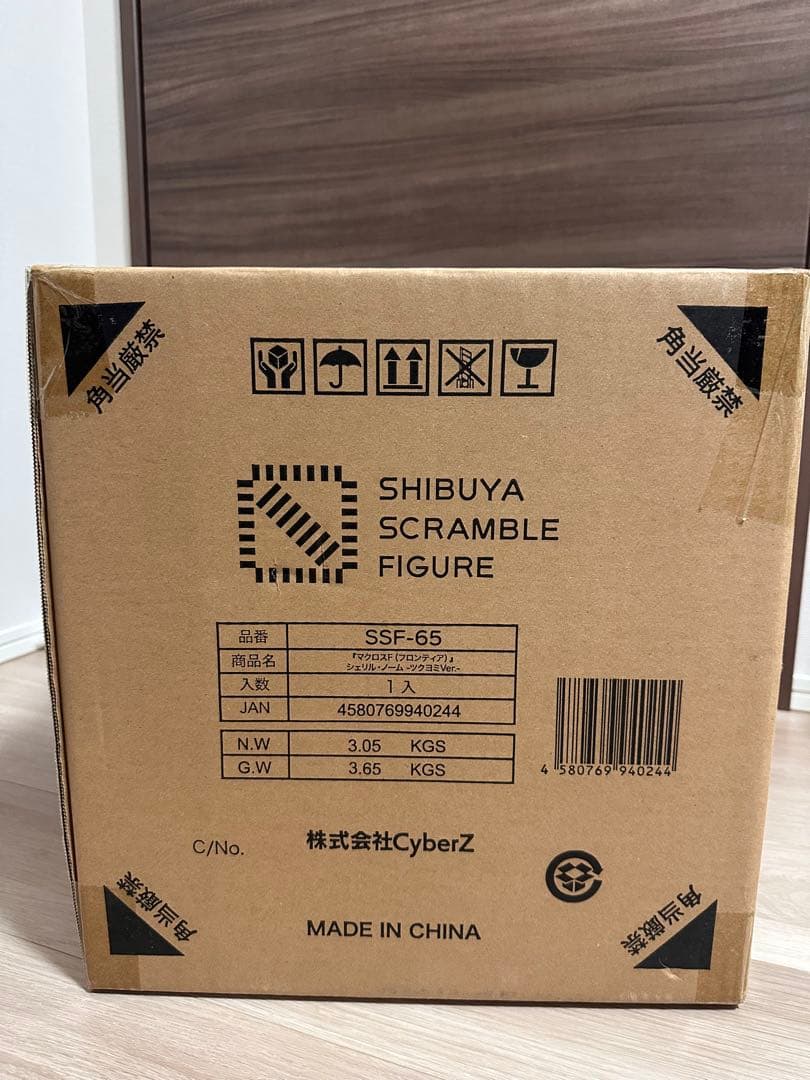 角当厳禁
角当厳禁
SHIBUYA
SCRAMBLE
FIGURE
品番 SSF-65
商品名 『マクロスF(フロンティア)』
シェリル・ノーム -ツクヨミVer.-
入数 1入
JAN 4580769940244
N.W 3.05 KGS
G.W 3.65 KGS
4 580769 940244
C/No. 株式会社CyberZ
角当厳禁
角当厳禁
MADE IN CHINA